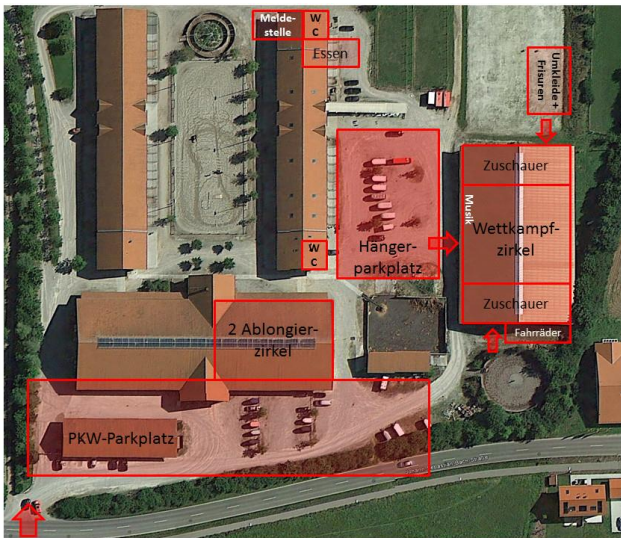 Melde-
stelle
W
C
Essen
Umkleide +
Frisuren
Zuschauer
Musik
Wettkampf-
zirkel
Hänger-
parkplatz
W
C
Zuschauer
Fahrräder
2 Ablongier-
zirkel
PKW-Parkplatz